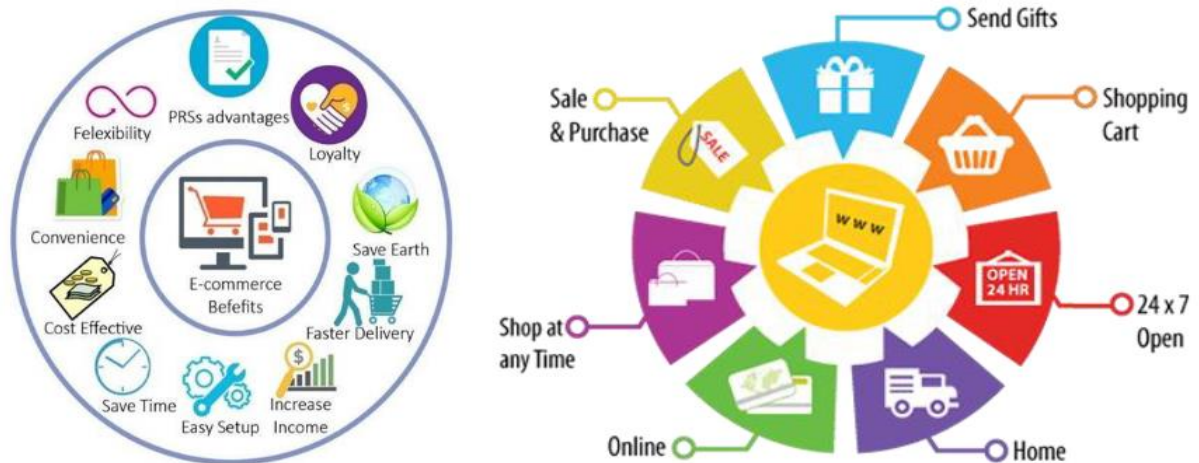 PRSs advantages
Loyalty
Save Earth
Faster Delivery
Increase
Income
Easy Setup
Save Time
Cost Effective
Convenience
Felexibility
E-commerce
Befefits
Send Gifts
Shopping
Cart
24 x 7
Open
Home
Online
Shop at
any Time
Sale
& Purchase
SALE
W W W
OPEN
24 HR